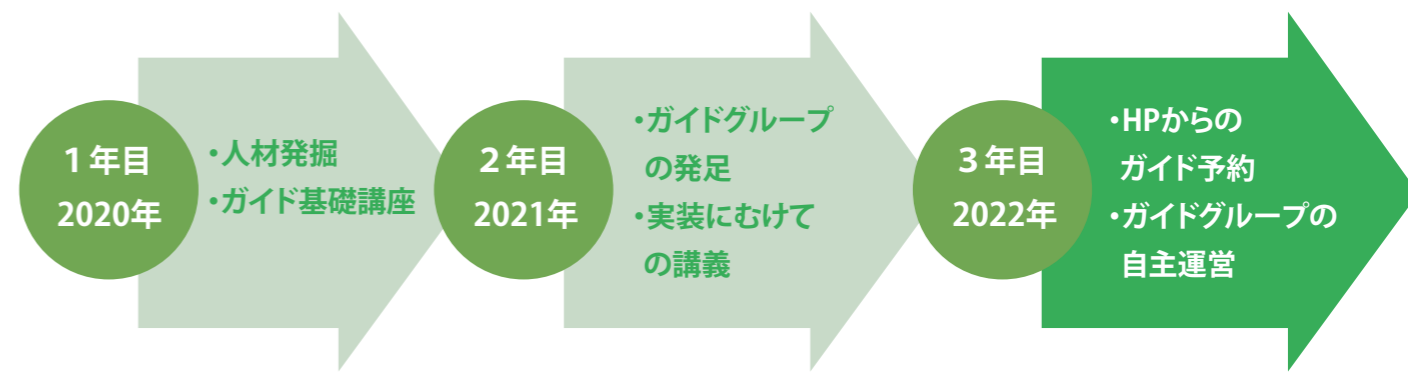 １年目
2020年
・人材発掘
・ガイド基礎講座
２年目
2021年
・ガイドグループ
の発足
・実装にむけて
の講義
３年目
2022年
・HPからの
ガイド予約
・ガイドグループの
自主運営